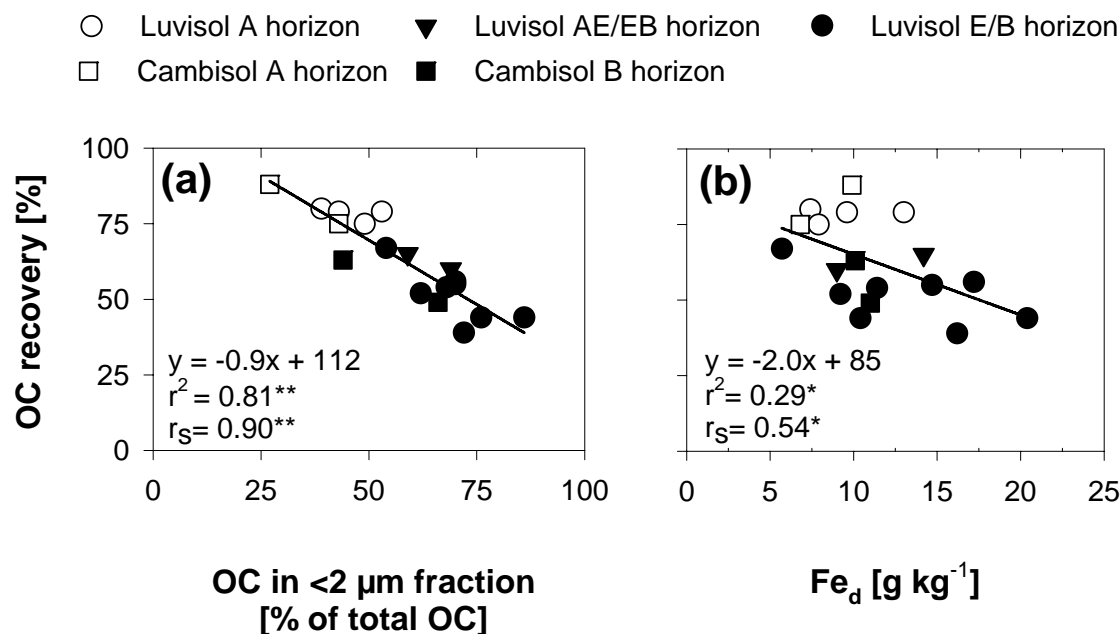 Luvisol A horizon Luvisol AE/EB horizon Luvisol E/B horizon
Cambisol A horizon Cambisol B horizon
OC recovery [%]
100
75
50
25
0
(a)
y = -0.9x + 112
r² = 0.81**
rs= 0.90**
0 25 50 75 100
OC in <2 µm fraction
[% of total OC]
(b)
y = -2.0x + 85
r²= 0.29*
rs= 0.54*
0 5 10 15 20 25
Fed [g kg⁻¹]